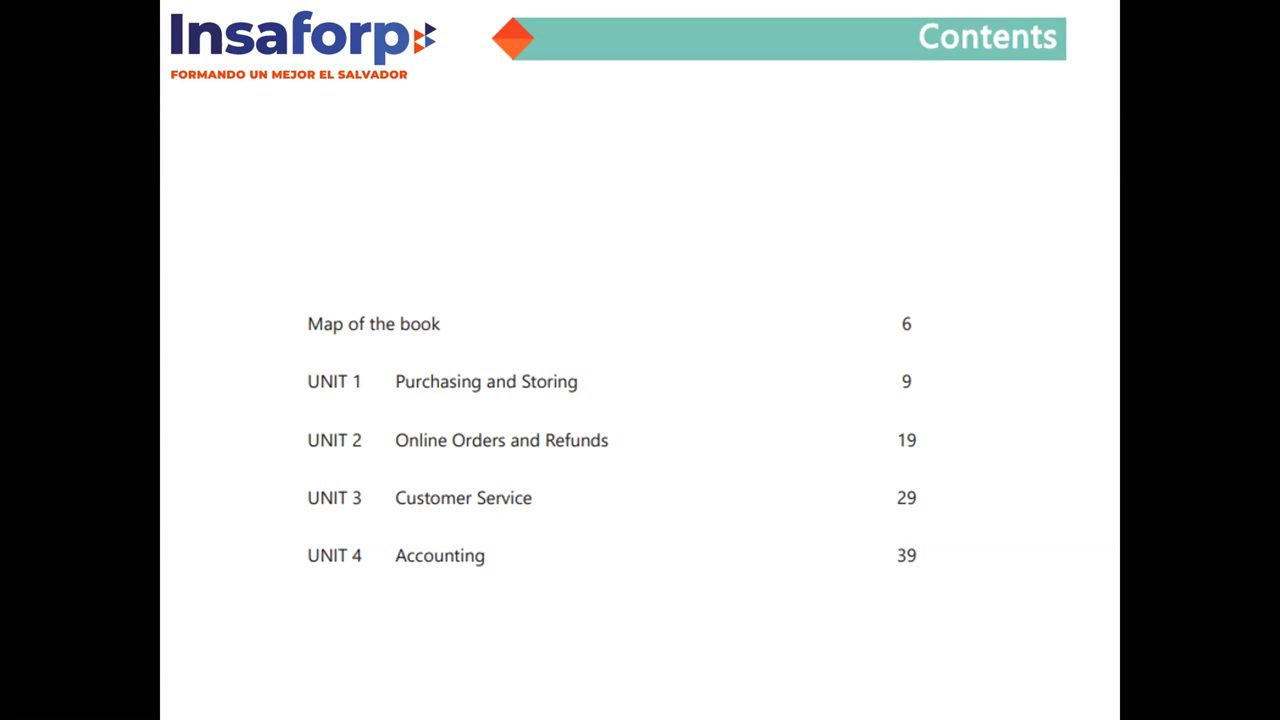 Insaforp
FORMANDO UN MEJOR EL SALVADOR
Contents
Map of the book 6
UNIT 1 Purchasing and Storing 9
UNIT 2 Online Orders and Refunds 19
UNIT 3 Customer Service 29
UNIT 4 Accounting 39